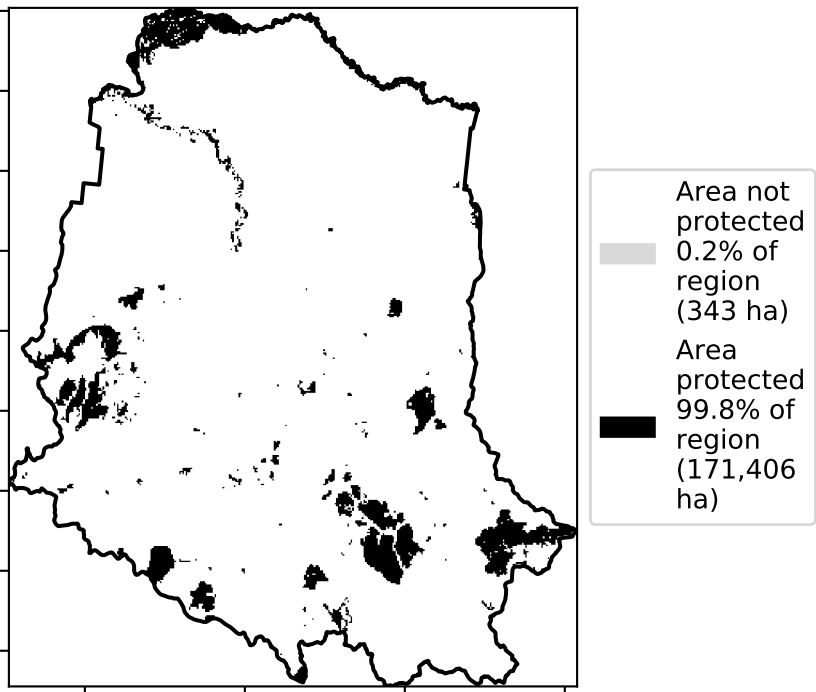 Area not
protected
0.2% of
region
(343 ha)
Area
protected
99.8% of
region
(171,406
ha)